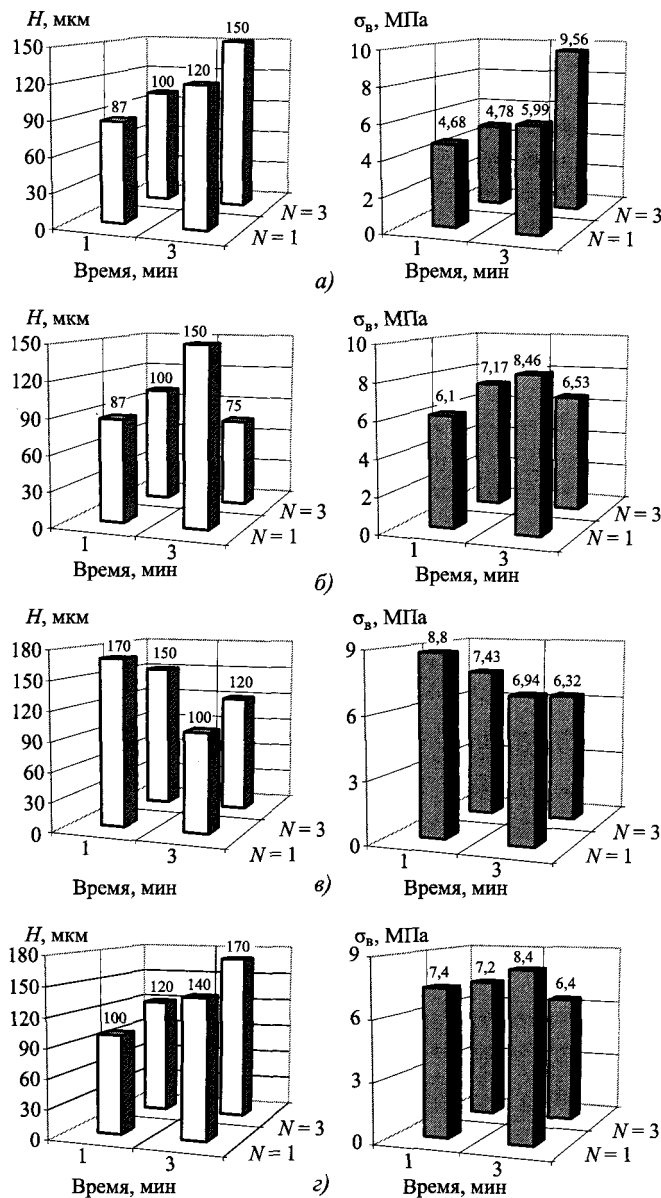 H, мкм
150
150
120
120
100
87
90
60
30
0
N = 3
N = 1
1
3
Время, мин
σв, МПа
10
9,56
8
6
5,99
4,78
4,68
4
2
0
N = 3
N = 1
1
3
Время, мин
а)
H, мкм
150
150
120
100
87
90
75
60
30
0
N = 3
N = 1
1
3
Время, мин
σв, МПа
10
8,46
8
7,17
6,53
6,1
6
4
2
0
N = 3
N = 1
1
3
Время, мин
б)
H, мкм
180
170
150
150
120
120
100
90
60
30
0
N = 3
N = 1
1
3
Время, мин
σв, МПа
9
8,8
7,43
6,94
6,32
6
3
0
N = 3
N = 1
1
3
Время, мин
в)
H, мкм
180
170
150
140
120
120
100
90
60
30
0
N = 3
N = 1
1
3
Время, мин
σв, МПа
9
8,4
7,4
7,2
6,4
6
3
0
N = 3
N = 1
1
3
Время, мин
г)